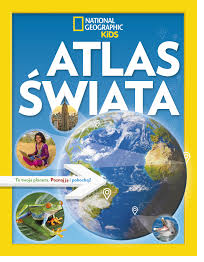 NATIONAL
GEOGRAPHIC
KiDS
ATLAS
ŚWIATA
To twoja planeta. Poznaj ją i pokochaj!